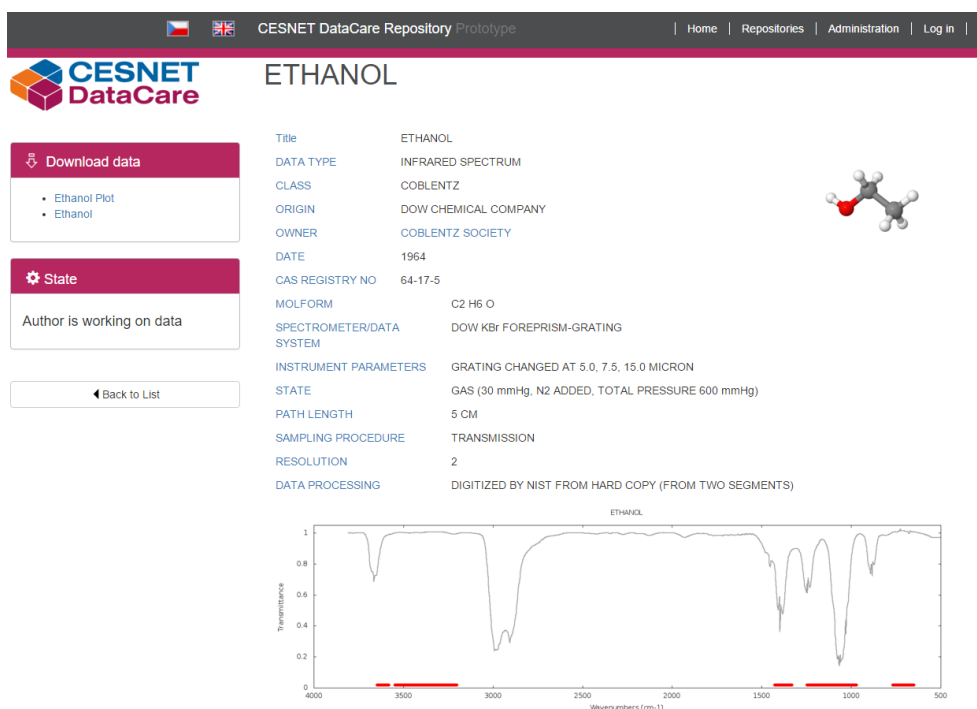 CESNET DataCare Repository Prototype | Home | Repositories | Administration | Log in |
CESNET
DataCare
ETHANOL
Download data
• Ethanol Plot
• Ethanol
State
Author is working on data
Back to List
Title ETHANOL
DATA TYPE INFRARED SPECTRUM
CLASS COBLENTZ
ORIGIN DOW CHEMICAL COMPANY
OWNER COBLENTZ SOCIETY
DATE 1964
CAS REGISTRY NO 64-17-5
MOLFORM C2 H6 O
SPECTROMETER/DATA DOW KBr FOREPRISM-GRATING
SYSTEM
INSTRUMENT PARAMETERS GRATING CHANGED AT 5.0, 7.5, 15.0 MICRON
STATE GAS (30 mmHg, N2 ADDED, TOTAL PRESSURE 600 mmHg)
PATH LENGTH 5 CM
SAMPLING PROCEDURE TRANSMISSION
RESOLUTION 2
DATA PROCESSING DIGITIZED BY NIST FROM HARD COPY (FROM TWO SEGMENTS)
ETHANOL
1
0.8
0.6
0.4
0.2
0
Transmittance
4000 3500 3000 2500 2000 1500 1000 500
Wavenumbers (cm-1)